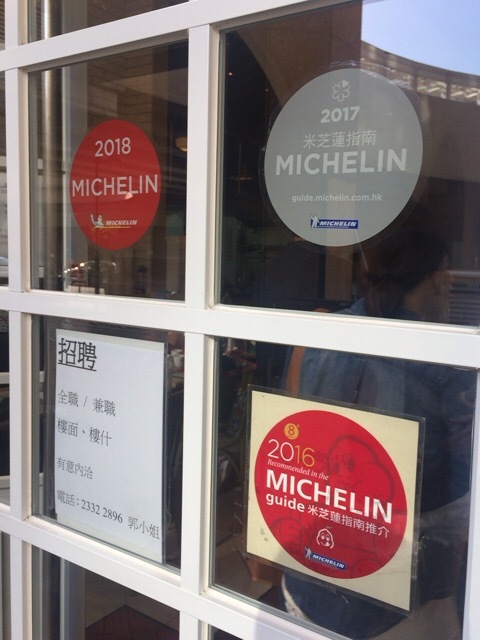 2018
MICHELIN
MICHELIN
2017
米芝蓮指南
MICHELIN
guide.michelin.com.hk
MICHELIN
招聘
全職 / 兼職
樓面、樓什
有意內洽
電話：2332 2896 郭小姐
8
2016
Recommended in the
MICHELIN
guide 米芝蓮指南推介
MICHELIN